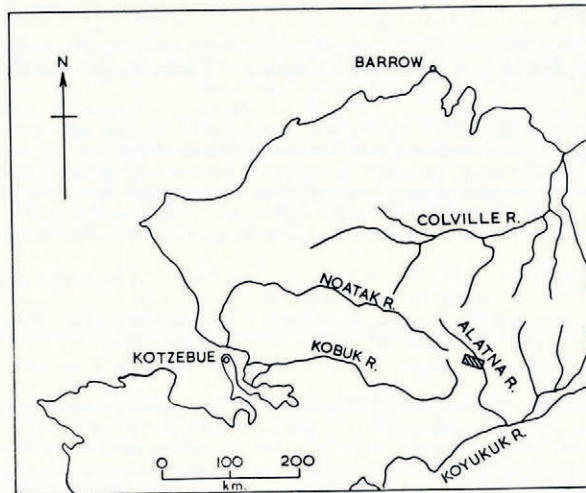 N
BARROW
COLVILLE R.
NOATAK R.
ALATNA R.
KOTZEBUE
KOBUK R.
KOYUKUK R.
0 100 200
km.